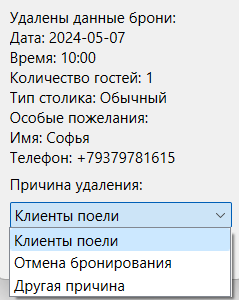 Удалены данные брони:
Дата: 2024-05-07
Время: 10:00
Количество гостей: 1
Тип столика: Обычный
Особые пожелания:
Имя: Софья
Телефон: +79379781615
Причина удаления:
Клиенты поели
Клиенты поели
Отмена бронирования
Другая причина